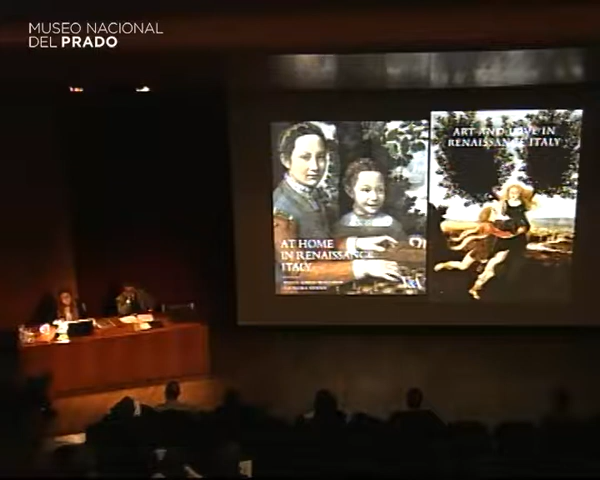 MUSEO NACIONAL
DEL PRADO
AT HOME
IN RENAISSANCE
ITALY
V&A
ART AND LOVE IN
RENAISSANCE ITALY